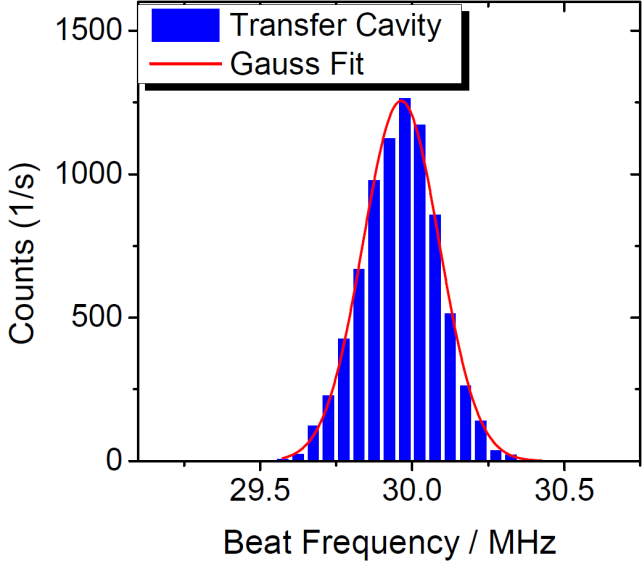 1500
1000
500
0
Counts (1/s)
Transfer Cavity
Gauss Fit
29.5
30.0
30.5
Beat Frequency / MHz